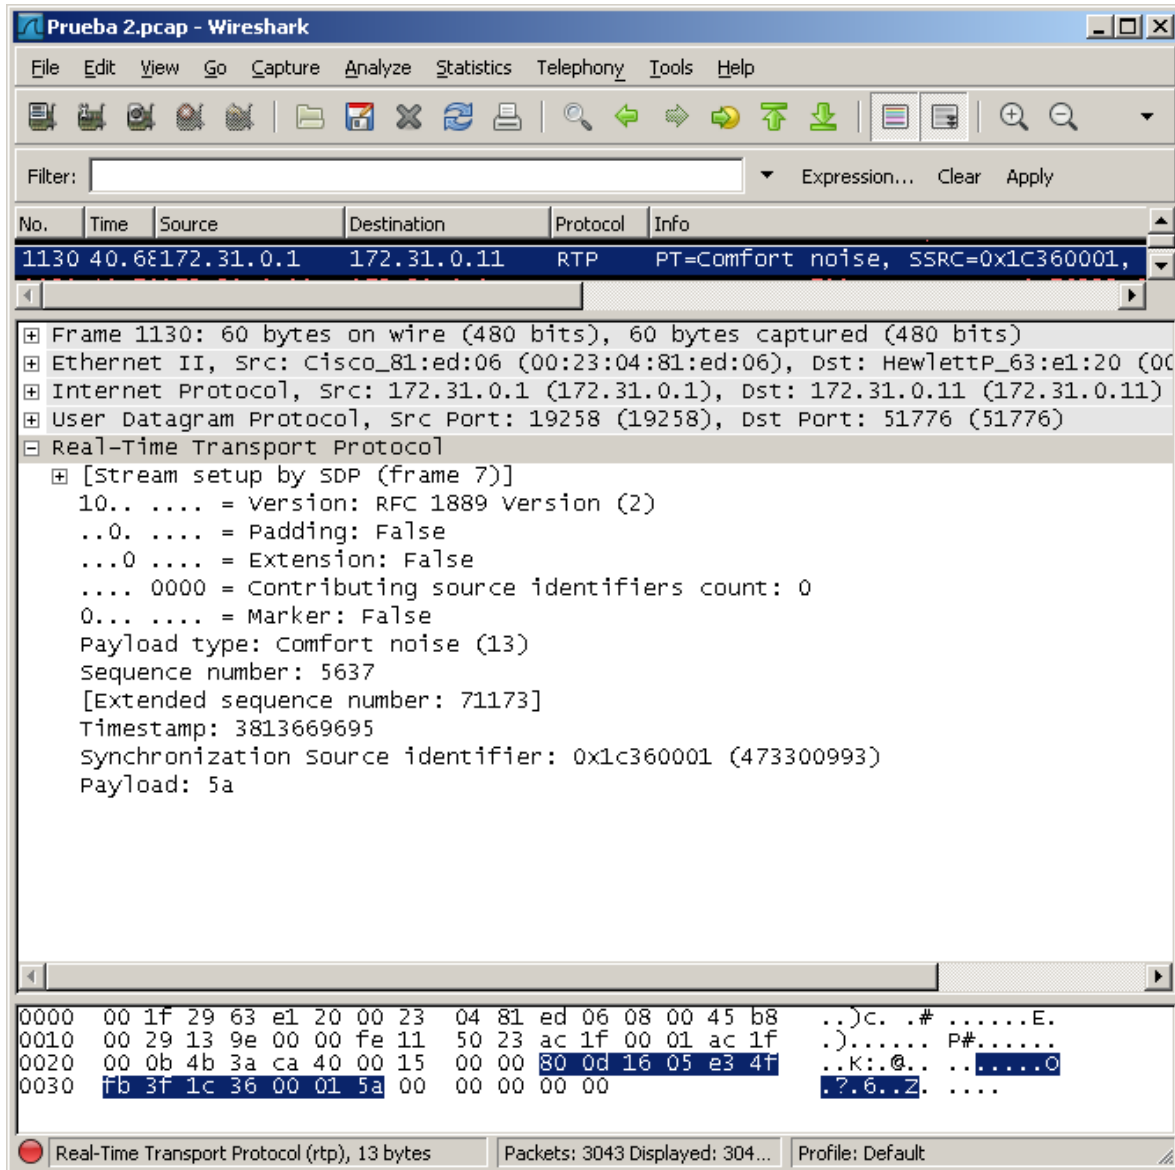 Prueba 2.pcap - Wireshark
File Edit View Go Capture Analyze Statistics Telephony Tools Help
Filter: Expression... Clear Apply
No. Time Source Destination Protocol Info
1130 40.68 172.31.0.1 172.31.0.11 RTP PT=Comfort noise, SSRC=0x1C360001,
Frame 1130: 60 bytes on wire (480 bits), 60 bytes captured (480 bits)
Ethernet II, Src: Cisco_81:ed:06 (00:23:04:81:ed:06), Dst: HewlettP_63:e1:20 (00
Internet Protocol, Src: 172.31.0.1 (172.31.0.1), Dst: 172.31.0.11 (172.31.0.11)
User Datagram Protocol, Src Port: 19258 (19258), Dst Port: 51776 (51776)
Real-Time Transport Protocol
[Stream setup by SDP (frame 7)]
10.. .... = Version: RFC 1889 Version (2)
..0. .... = Padding: False
...0 .... = Extension: False
.... 0000 = Contributing source identifiers count: 0
0... .... = Marker: False
Payload type: Comfort noise (13)
Sequence number: 5637
[Extended sequence number: 71173]
Timestamp: 3813669695
Synchronization Source identifier: 0x1c360001 (473300993)
Payload: 5a
0000 00 1f 29 63 e1 20 00 23 04 81 ed 06 08 00 45 b8 ..)c. .# ......E.
0010 00 29 13 9e 00 00 fe 11 50 23 ac 1f 00 01 ac 1f .)...... P#......
0020 00 0b 4b 3a ca 40 00 15 00 00 80 0d 16 05 e3 4f ..K:.@.. .......O
0030 fb 3f 1c 36 00 01 5a 00 00 00 00 00 .?.6..Z. ....
Real-Time Transport Protocol (rtp), 13 bytes Packets: 3043 Displayed: 304... Profile: Default